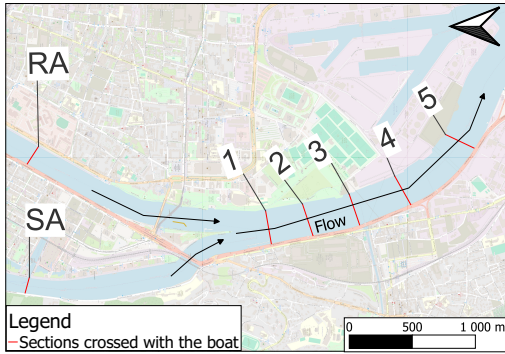 RA
SA
1
2
3
4
5
Flow
Legend
Sections crossed with the boat
0 500 1 000 m